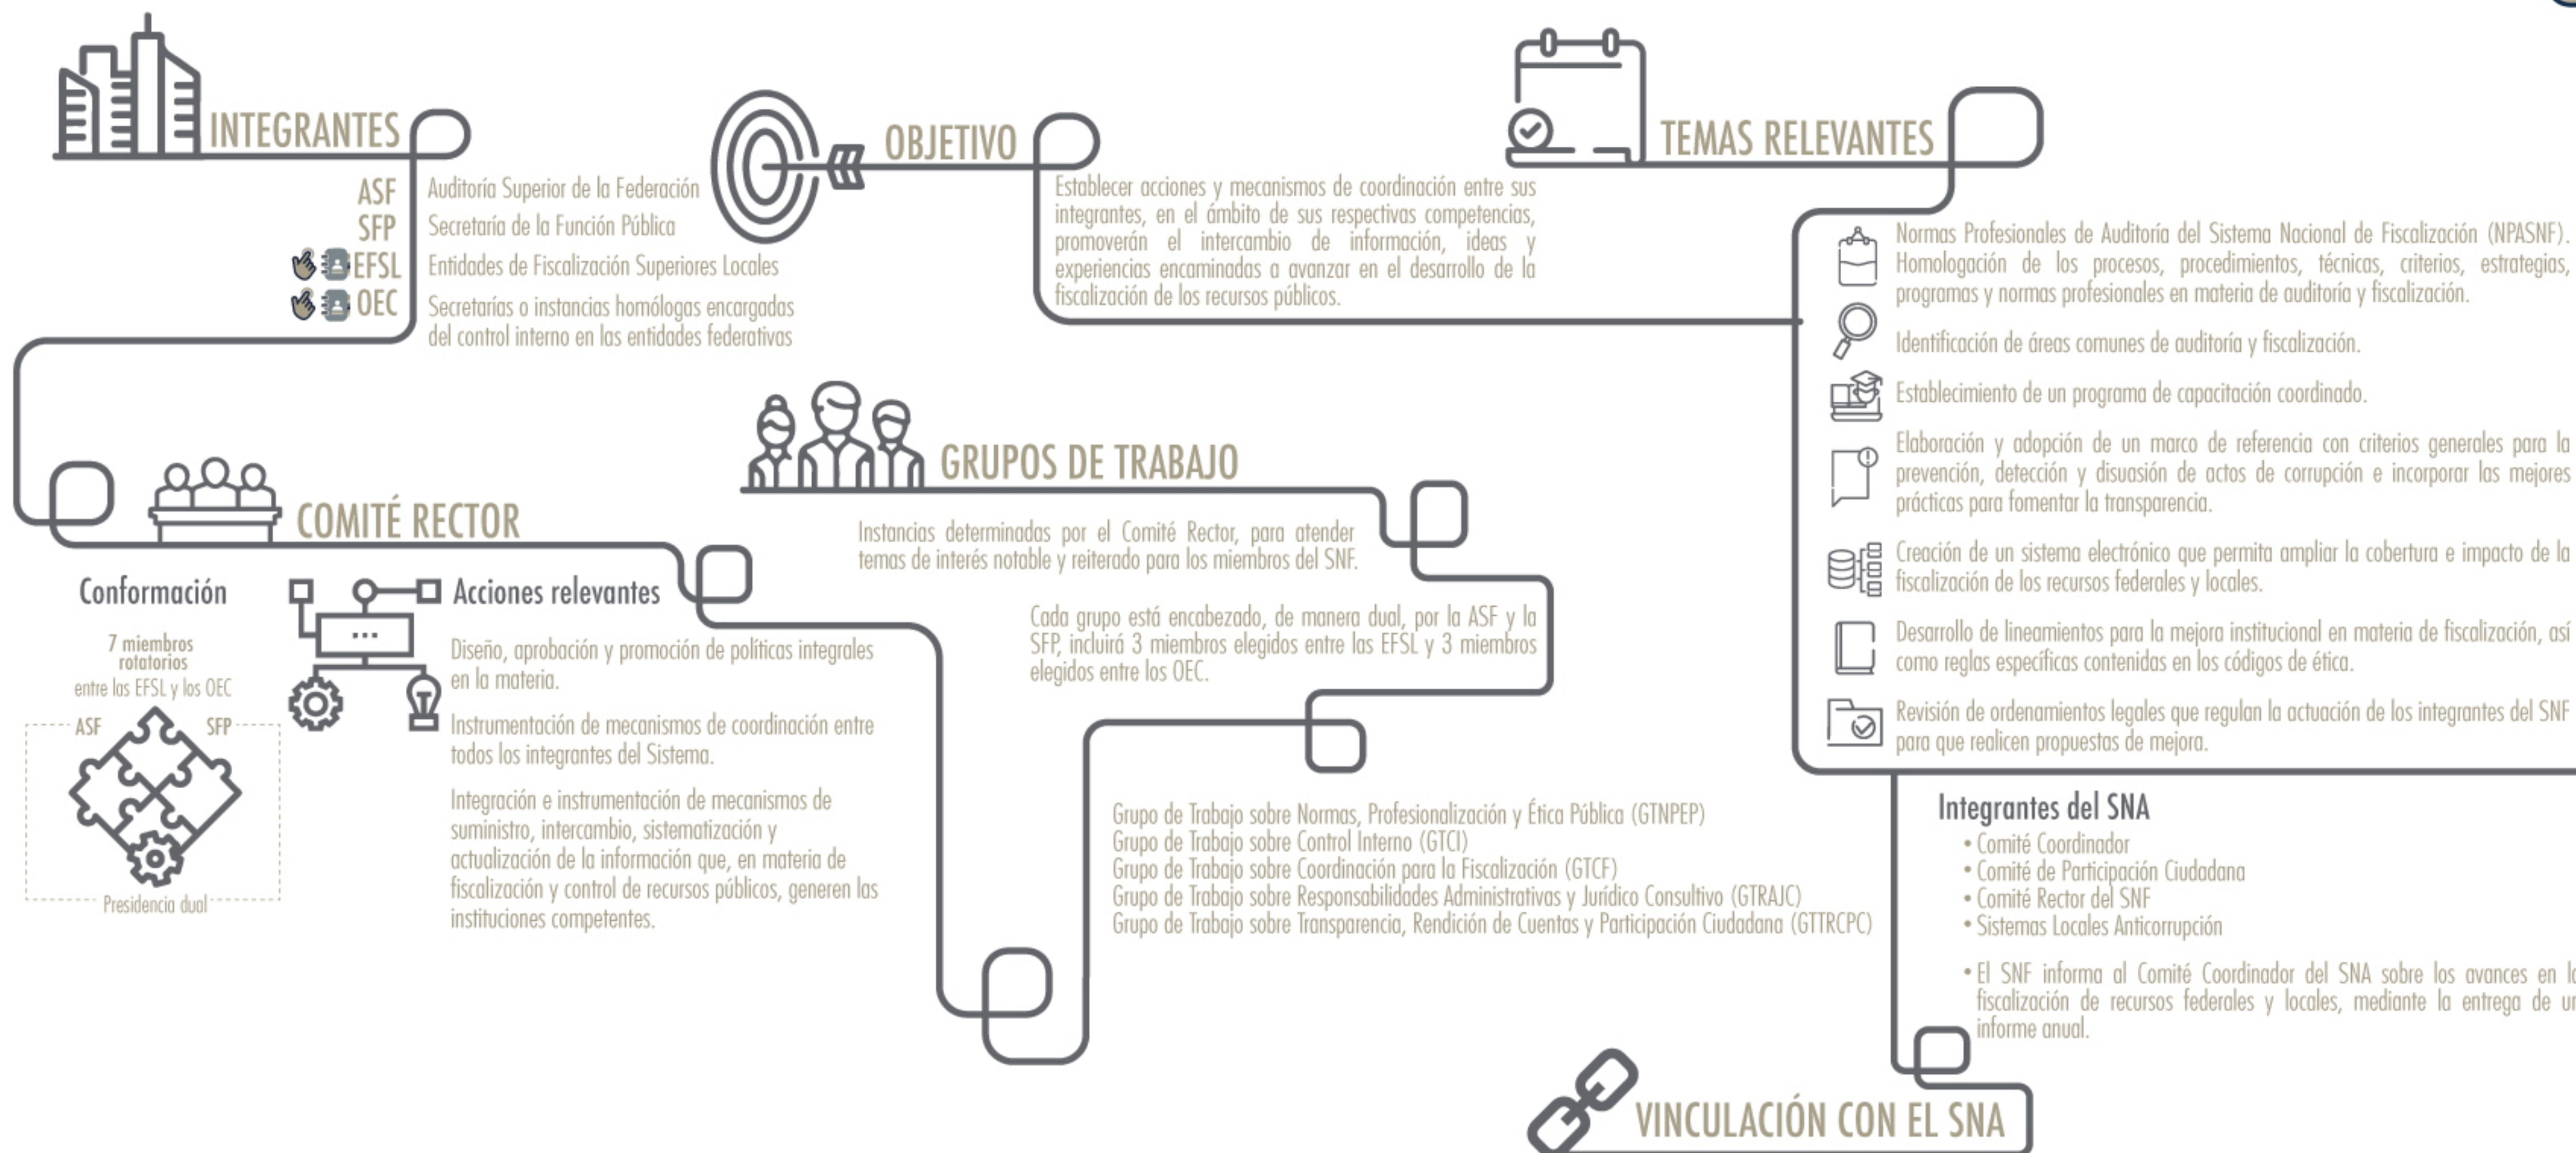 INTEGRANTES
ASF Auditoría Superior de la Federación
SFP Secretaría de la Función Pública
EFSL Entidades de Fiscalización Superiores Locales
OEC Secretarías o instancias homólogas encargadas
del control interno en las entidades federativas
OBJETIVO
Establecer acciones y mecanismos de coordinación entre sus
integrantes, en el ámbito de sus respectivas competencias,
promoverán el intercambio de información, ideas y
experiencias encaminadas a avanzar en el desarrollo de la
fiscalización de los recursos públicos.
TEMAS RELEVANTES
Normas Profesionales de Auditoría del Sistema Nacional de Fiscalización (NPASNF).
Homologación de los procesos, procedimientos, técnicas, criterios, estrategias,
programas y normas profesionales en materia de auditoría y fiscalización.
Identificación de áreas comunes de auditoría y fiscalización.
Establecimiento de un programa de capacitación coordinado.
Elaboración y adopción de un marco de referencia con criterios generales para la
prevención, detección y disuasión de actos de corrupción e incorporar las mejores
prácticas para fomentar la transparencia.
Creación de un sistema electrónico que permita ampliar la cobertura e impacto de la
fiscalización de los recursos federales y locales.
Desarrollo de lineamientos para la mejora institucional en materia de fiscalización, así
como reglas específicas contenidas en los códigos de ética.
Revisión de ordenamientos legales que regulan la actuación de los integrantes del SNF
para que realicen propuestas de mejora.
COMITÉ RECTOR
Conformación
7 miembros
rotatorios
entre las EFSL y los OEC
ASF SFP
Presidencia dual
Acciones relevantes
Diseño, aprobación y promoción de políticas integrales
en la materia.
Instrumentación de mecanismos de coordinación entre
todos los integrantes del Sistema.
Integración e instrumentación de mecanismos de
suministro, intercambio, sistematización y
actualización de la información que, en materia de
fiscalización y control de recursos públicos, generen las
instituciones competentes.
GRUPOS DE TRABAJO
Instancias determinadas por el Comité Rector, para atender
temas de interés notable y reiterado para los miembros del SNF.
Cada grupo está encabezado, de manera dual, por la ASF y la
SFP, incluirá 3 miembros elegidos entre las EFSL y 3 miembros
elegidos entre los OEC.
Grupo de Trabajo sobre Normas, Profesionalización y Ética Pública (GTNPEP)
Grupo de Trabajo sobre Control Interno (GTCI)
Grupo de Trabajo sobre Coordinación para la Fiscalización (GTCF)
Grupo de Trabajo sobre Responsabilidades Administrativas y Jurídico Consultivo (GTRAJC)
Grupo de Trabajo sobre Transparencia, Rendición de Cuentas y Participación Ciudadana (GTTRCPC)
Integrantes del SNA
• Comité Coordinador
• Comité de Participación Ciudadana
• Comité Rector del SNF
• Sistemas Locales Anticorrupción
• El SNF informa al Comité Coordinador del SNA sobre los avances en la
fiscalización de recursos federales y locales, mediante la entrega de un
informe anual.
VINCULACIÓN CON EL SNA